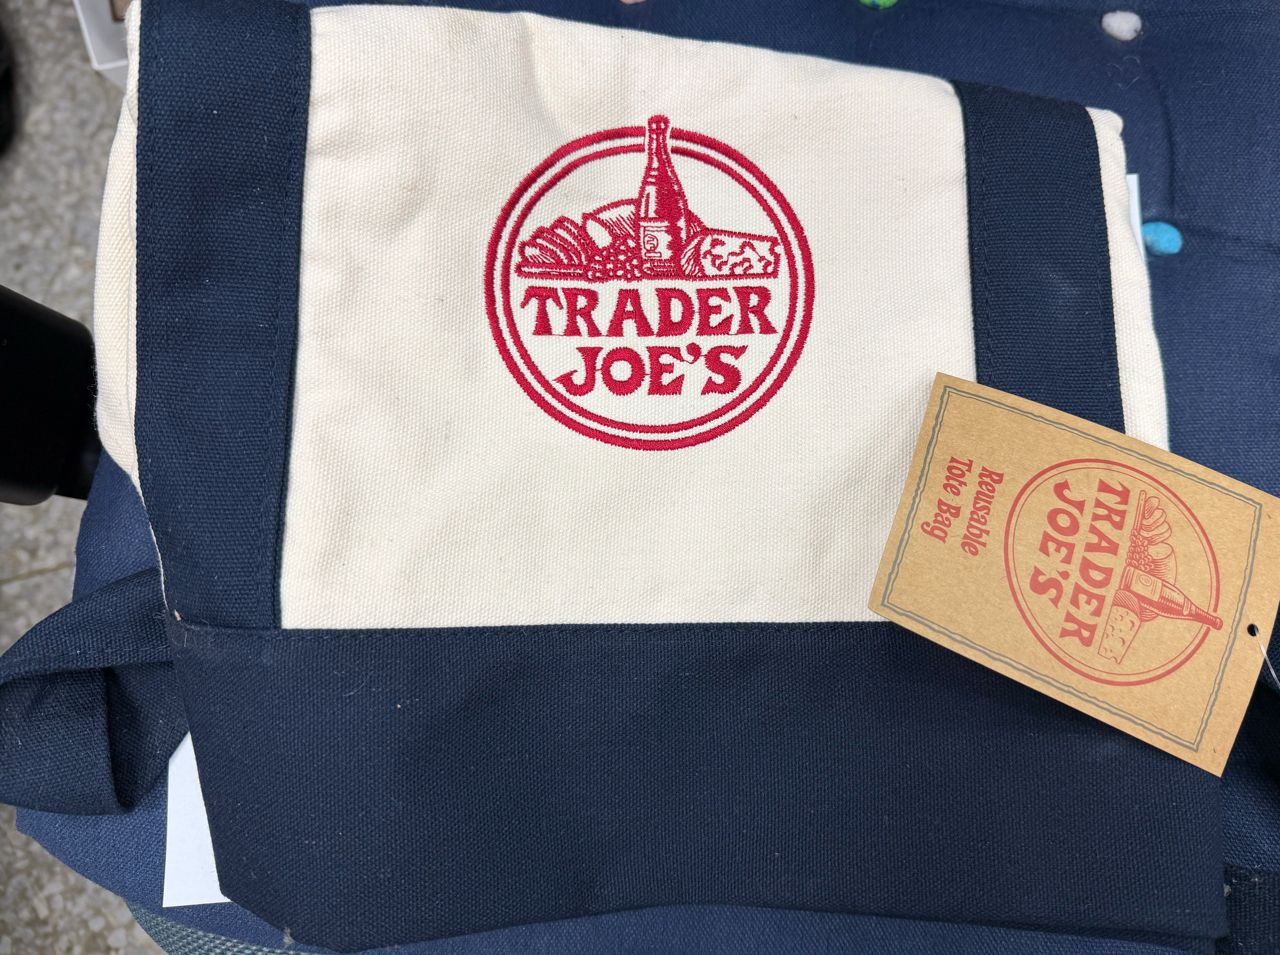 TRADER
JOE'S
TRADER
JOE'S
Reusable
Tote Bag